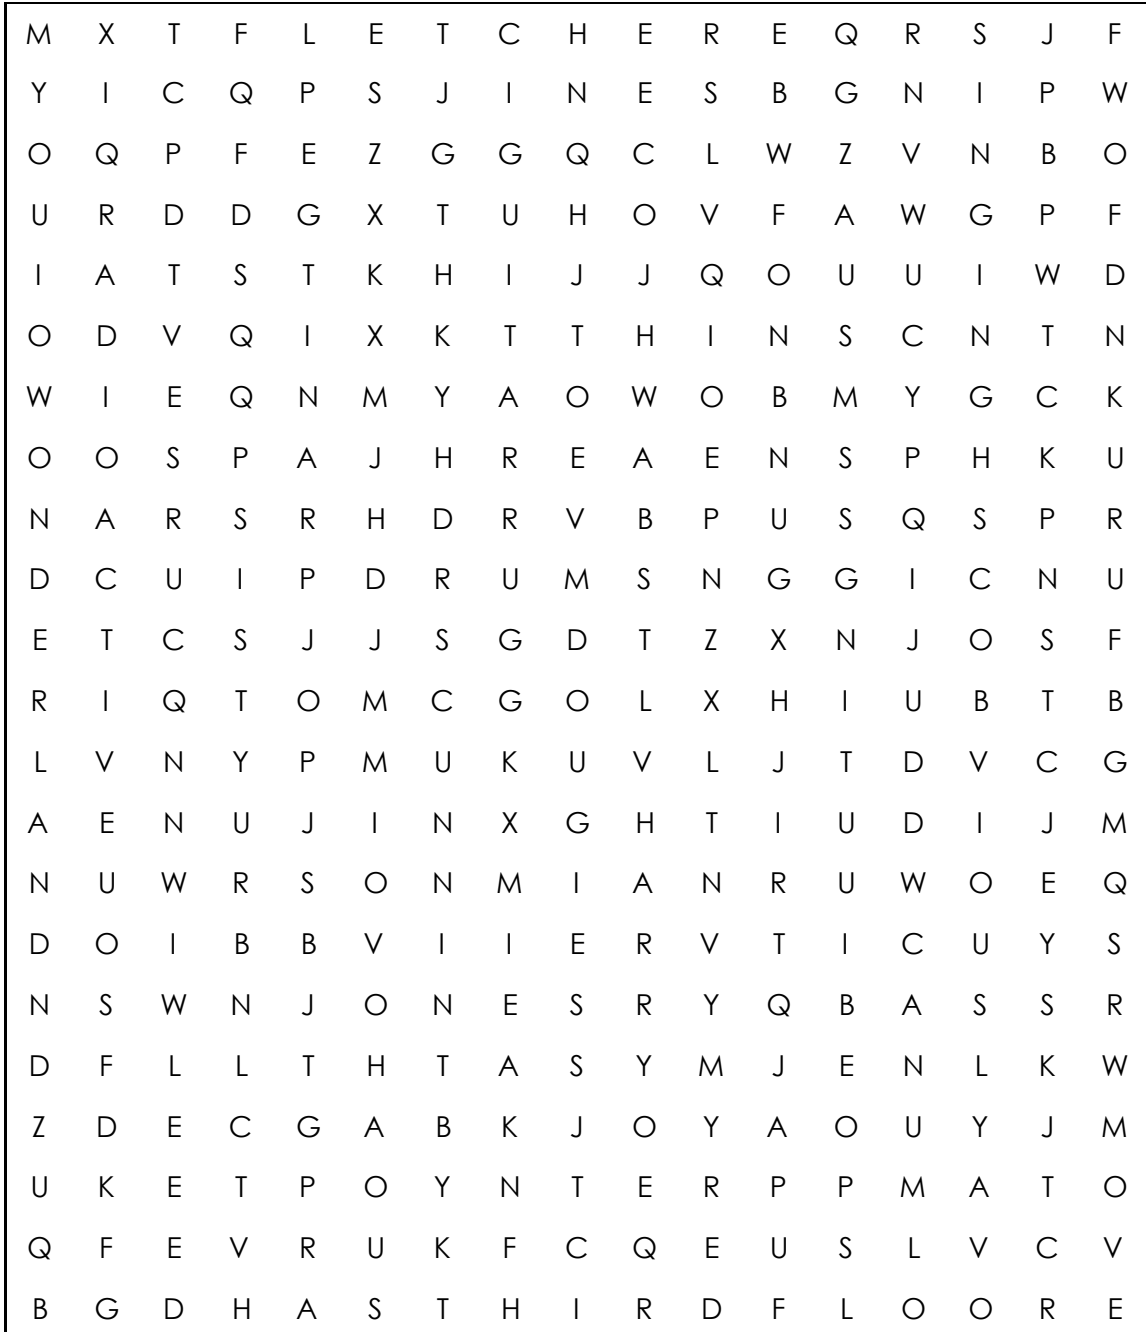 M X T F L E T C H E R E Q R S J F
Y I C Q P S J I N E S B G N I P W
O Q P F E Z G G Q C L W Z V N B O
U R D D G X T U H O V F A W G P F
I A T S T K H I J J Q O U U I W D
O D V Q I X K T T H I N S C N T N
W I E Q N M Y A O W O B M Y G C K
O O S P A J H R E A E N S P H K U
N A R S R H D R V B P U S Q S P R
D C U I P D R U M S N G G I C N U
E T C S J J S G D T Z X N J O S F
R I Q T O M C G O L X H I U B T B
L V N Y P M U K U V L J T D V C G
A E N U J I N X G H T I U D I J M
N U W R S O N M I A N R U W O E Q
D O I B B V I I E R V T I C U Y S
N S W N J O N E S R Y Q B A S S R
D F L L T H T A S Y M J E N L K W
Z D E C G A B K J O Y A O U Y J M
U K E T P O Y N T E R P P M A T O
Q F E V R U K F C Q E U S L V C V
B G D H A S T H I R D F L O O R E